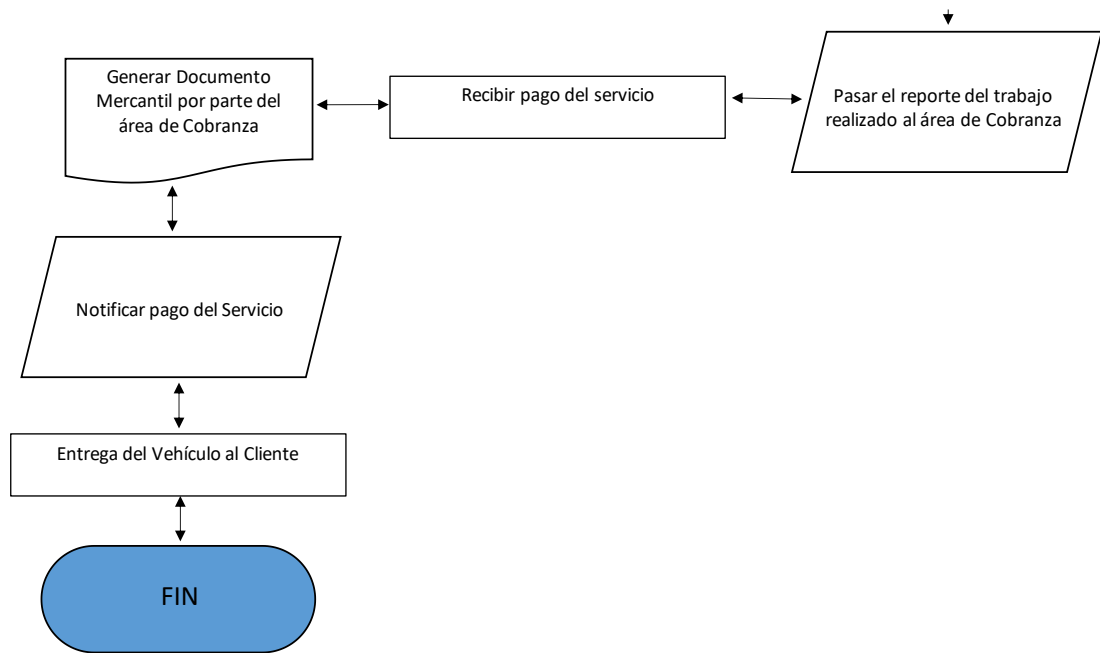 Generar Documento
Mercantil por parte del
área de Cobranza
Recibir pago del servicio
Pasar el reporte del trabajo
realizado al área de Cobranza
Notificar pago del Servicio
Entrega del Vehículo al Cliente
FIN